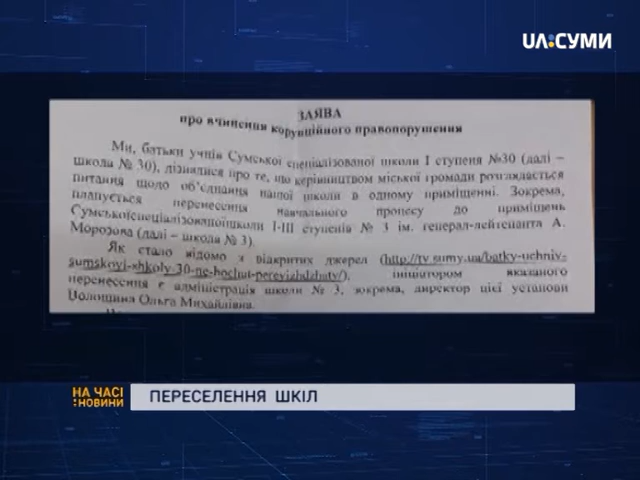 UA:СУМИ
ЗАЯВА
про вчинення корупційного правопорушення
Ми, батьки учнів Сумської спеціалізованої школи І ступеня №30 (далі –
школа № 30), дізналися про те, що керівництвом міської громади розглядається
питання щодо об'єднання нашої школи в одному приміщенні. Зокрема,
планується перенесення навчального процесу до приміщень
Сумськоїспеціалізованоїшколи І-ІІІ ступенів № 3 ім. генерал-лейтенанта А.
Морозова (далі – школа № 3).
Як стало відомо з відкритих джерел (http://tv.sumy.ua/batky-uchniv-
sumskoyi-shkoly-30-ne-hochut-pereyizhdzhaty/), ініціатором вказаного
перенесення є адміністрація школи № 3, зокрема, директор цієї установи
Волошина Ольга Михайлівна.
НА ЧАСІ
:НОВИНИ
ПЕРЕСЕЛЕННЯ ШКІЛ